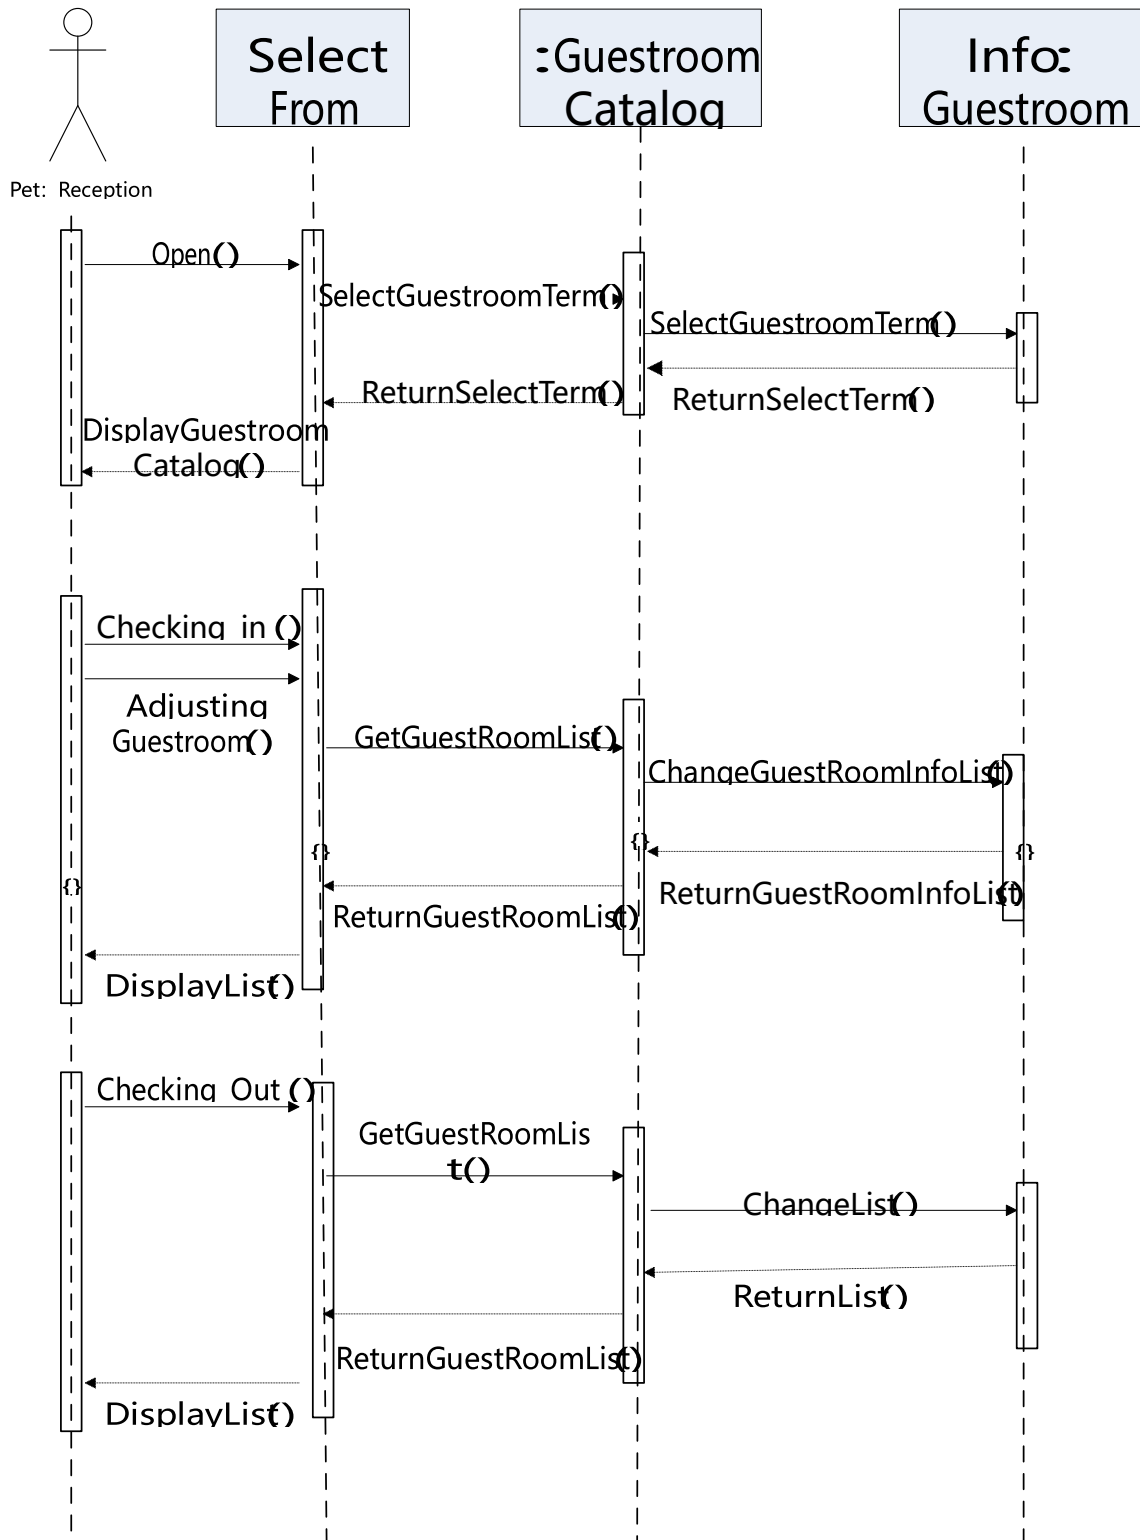 Select
From
:Guestroom
Catalog
Info:
Guestroom
Pet: Reception
Open()
SelectGuestroomTerm()
SelectGuestroomTerm()
ReturnSelectTerm()
ReturnSelectTerm()
DisplayGuestroom
Catalog()
Checking in ()
Adjusting
Guestroom()
GetGuestRoomList()
ChangeGuestRoomInfoList()
{}
{}
{}
{}
ReturnGuestRoomInfoList()
ReturnGuestRoomList()
DisplayList()
Checking Out ()
GetGuestRoomLis
t()
ChangeList()
ReturnList()
ReturnGuestRoomList()
DisplayList()